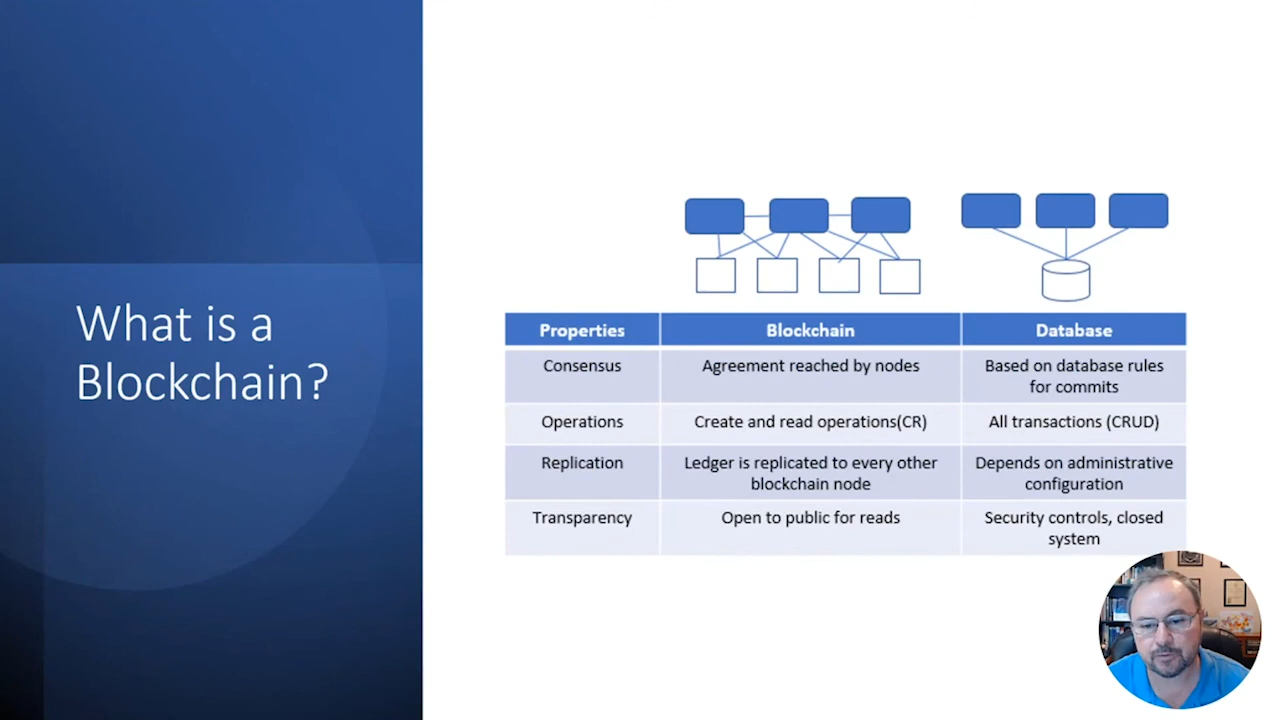 What is a
Blockchain?
Properties Blockchain Database
Consensus Agreement reached by nodes Based on database rules
for commits
Operations Create and read operations(CR) All transactions (CRUD)
Replication Ledger is replicated to every other Depends on administrative
blockchain node configuration
Transparency Open to public for reads Security controls, closed
system